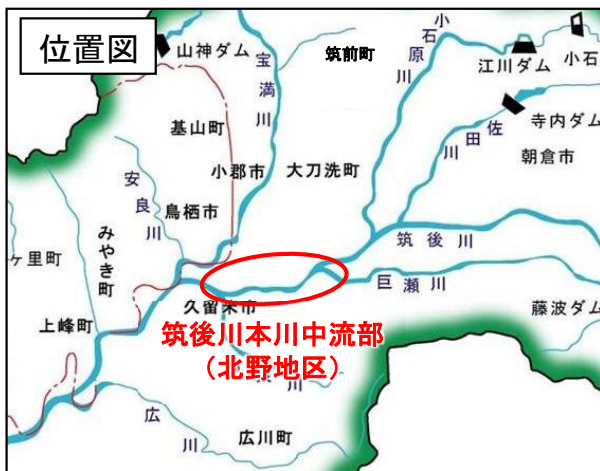 位置図
山神ダム
宝満川
筑前町
小石原川
江川ダム
小石
基山町
佐田川
寺内ダム
朝倉市
小郡市
大刀洗町
安良川
鳥栖市
みやき町
筑後川
ヶ里町
巨瀬川
久留米市
藤波ダム
上峰町
筑後川本川中流部
(北野地区)
川
広川
広川町